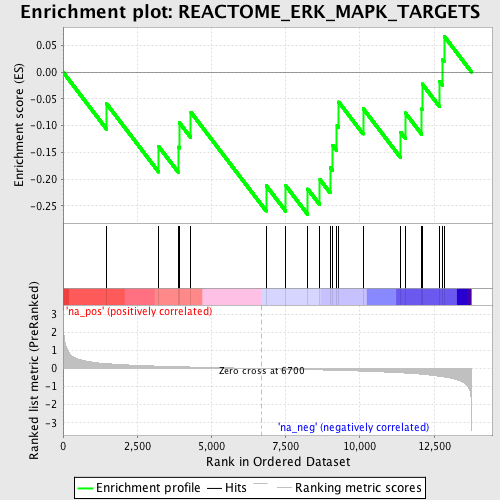 Enrichment plot: REACTOME_ERK_MAPK_TARGETS
Enrichment score (ES)
0.05
0.00
-0.05
-0.10
-0.15
-0.20
-0.25
'na_pos' (positively correlated)
Ranked list metric (PreRanked)
3
2
1
0
-1
-2
-3
Zero cross at 6700
'na_neg' (negatively correlated)
0
2,500
5,000
7,500
10,000
12,500
Rank in Ordered Dataset
Enrichment profile
Hits
Ranking metric scores